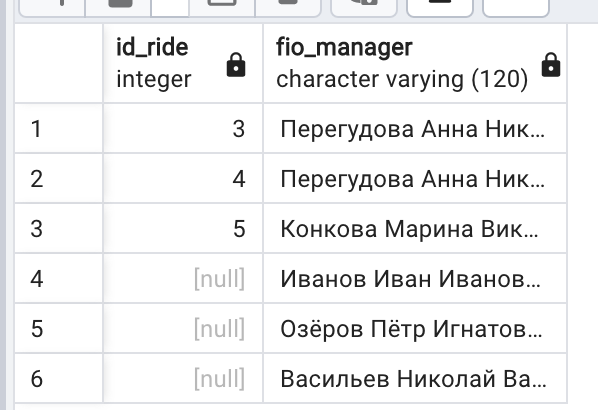 id_ride fio_manager
integer character varying (120)
1 3 Перегудова Анна Ник...
2 4 Перегудова Анна Ник...
3 5 Конкова Марина Вик...
4 [null] Иванов Иван Иванов...
5 [null] Озёров Пётр Игнатов...
6 [null] Васильев Николай Ва...